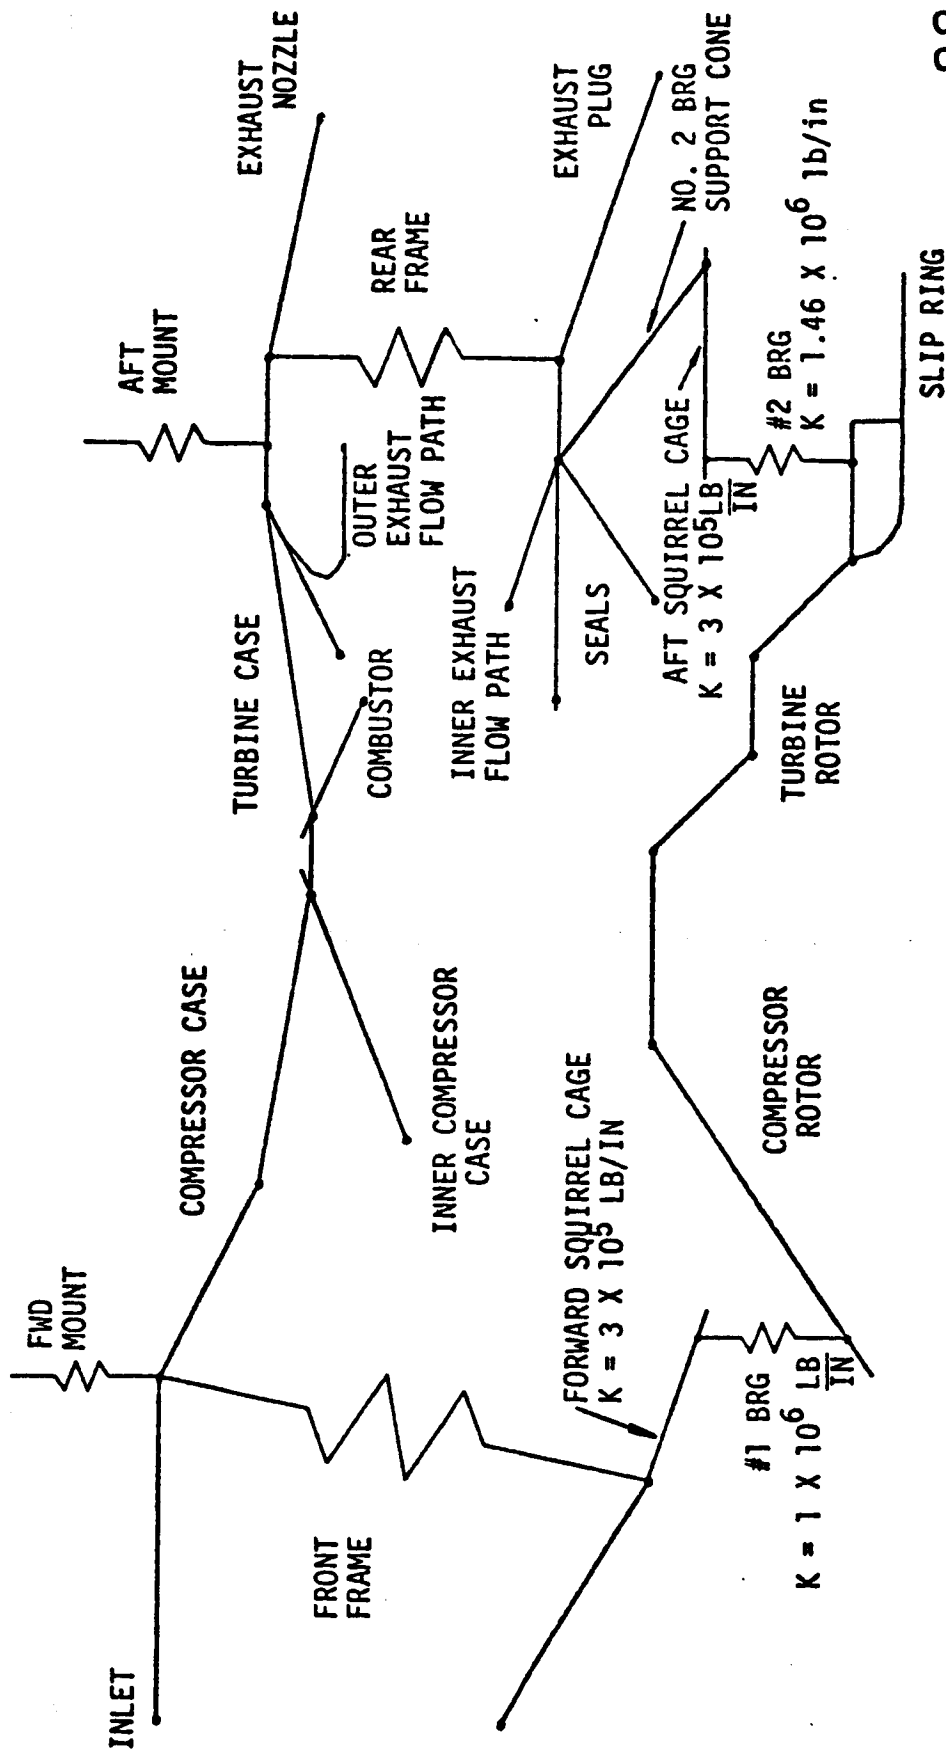 INLET
FWD
MOUNT
COMPRESSOR CASE
TURBINE CASE
AFT
MOUNT
EXHAUST
NOZZLE
FRONT
FRAME
INNER COMPRESSOR
CASE
COMBUSTOR
OUTER
EXHAUST
FLOW PATH
REAR
FRAME
INNER EXHAUST
FLOW PATH
SEALS
EXHAUST
PLUG
NO. 2 BRG
SUPPORT CONE
FORWARD SQUIRREL CAGE
K = 3 X 10⁵ LB/IN
AFT SQUIRREL CAGE
K = 3 X 10⁵ LB
IN
#1 BRG
K = 1 X 10⁶ LB
IN
COMPRESSOR
ROTOR
TURBINE
ROTOR
#2 BRG
K = 1.46 X 10⁶ lb/in
SLIP RING